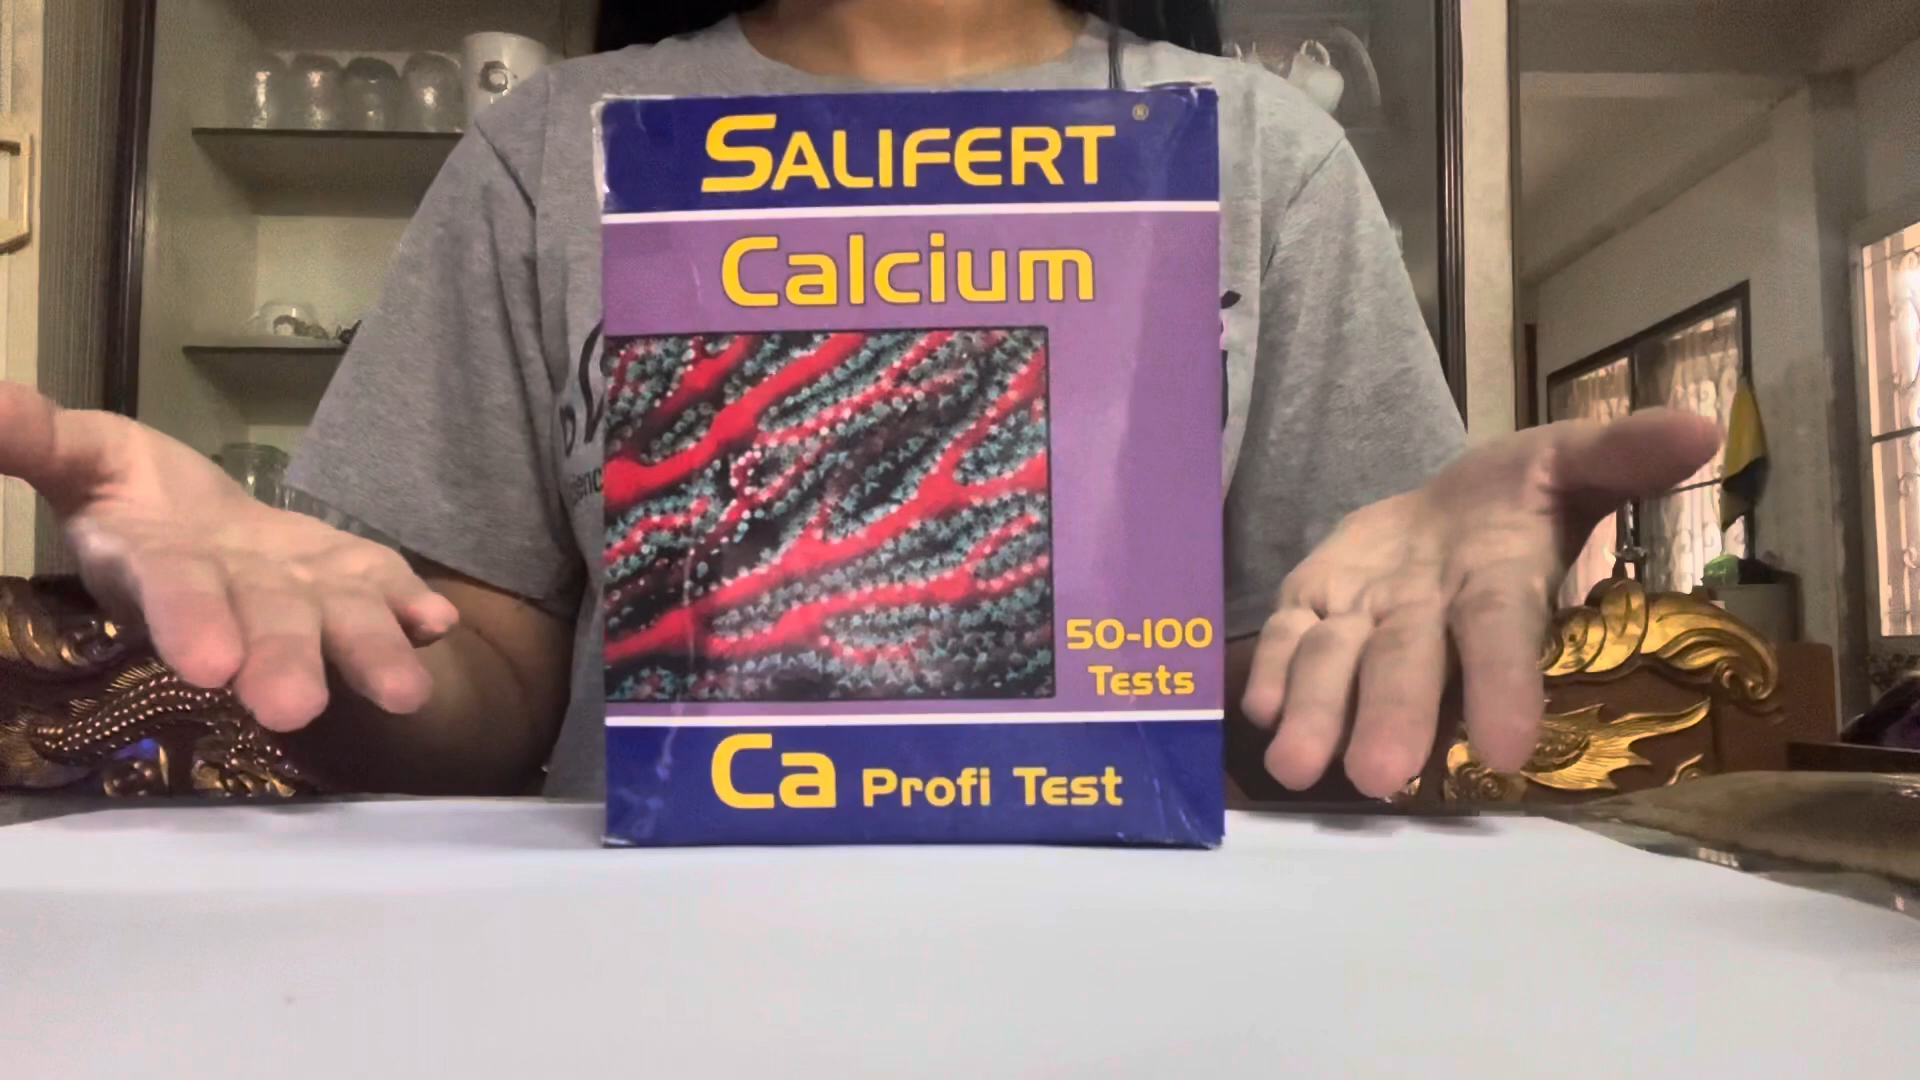 SALIFERT ®
Calcium
50-100
Tests
Ca Profi Test